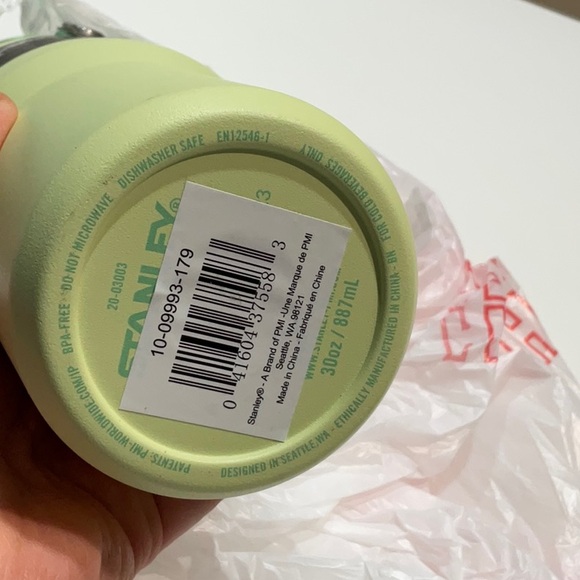 BPA-FREE · DO NOT MICROWAVE DISHWASHER SAFE EN12546-1
FOR COLD BEVERAGES ONLY
20-03003
STANLEY®
3
10-09993-179
0 41604 37558 3
Stanley® - A Brand of PMI -Une Marque de PMI
Seattle, WA 98121
Made in China - Fabriqué en Chine
30oz / 887mL
PATENTS: PMI-WORLDWIDE.COM/IP
DESIGNED IN SEATTLE, WA - ETHICALLY MANUFACTURED IN CHINA - BN